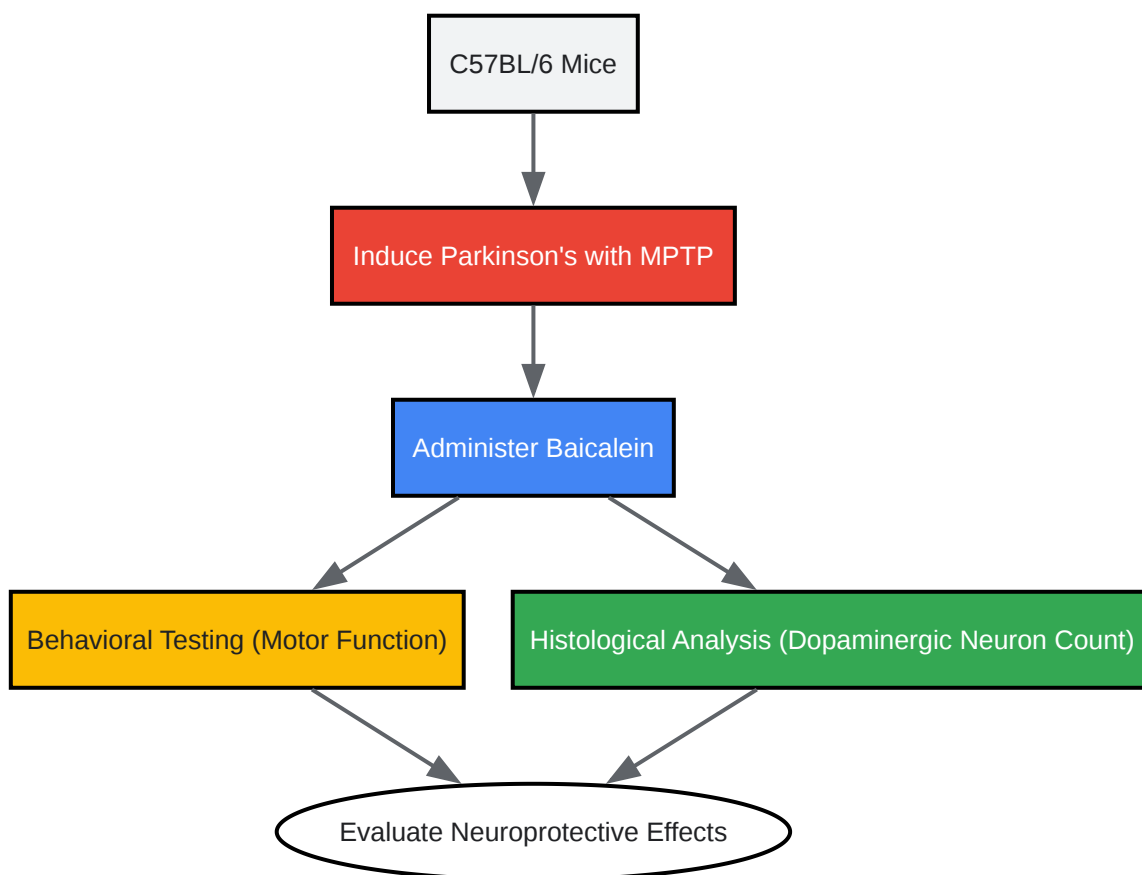 C57BL/6 Mice
Induce Parkinson's with MPTP
Administer Baicalein
Behavioral Testing (Motor Function)
Histological Analysis (Dopaminergic Neuron Count)
Evaluate Neuroprotective Effects